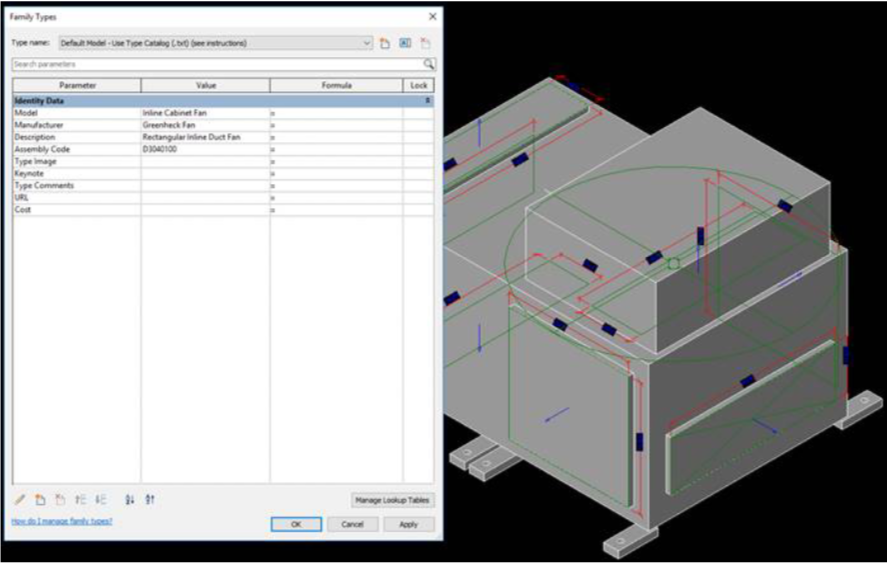 Family Types
Type name: Default Model - Use Type Catalog (.txt) (see instructions)
Search parameters
Parameter Value Formula Lock
Identity Data
Model Inline Cabinet Fan =
Manufacturer Greenheck Fan =
Description Rectangular Inline Duct Fan =
Assembly Code D3040100 =
Type Image =
Keynote =
Type Comments =
URL =
Cost =
Manage Lookup Tables
How do I manage family types?
OK Cancel Apply